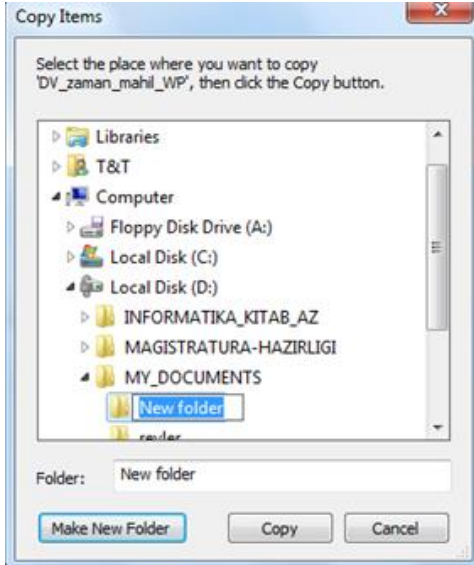 Copy Items
Select the place where you want to copy
'DV_zaman_mahil_WP', then click the Copy button.
Libraries
T&T
Computer
Floppy Disk Drive (A:)
Local Disk (C:)
Local Disk (D:)
INFORMATIKA_KITAB_AZ
MAGISTRATURA-HAZIRLIGI
MY_DOCUMENTS
New folder
Folder: New folder
Make New Folder Copy Cancel